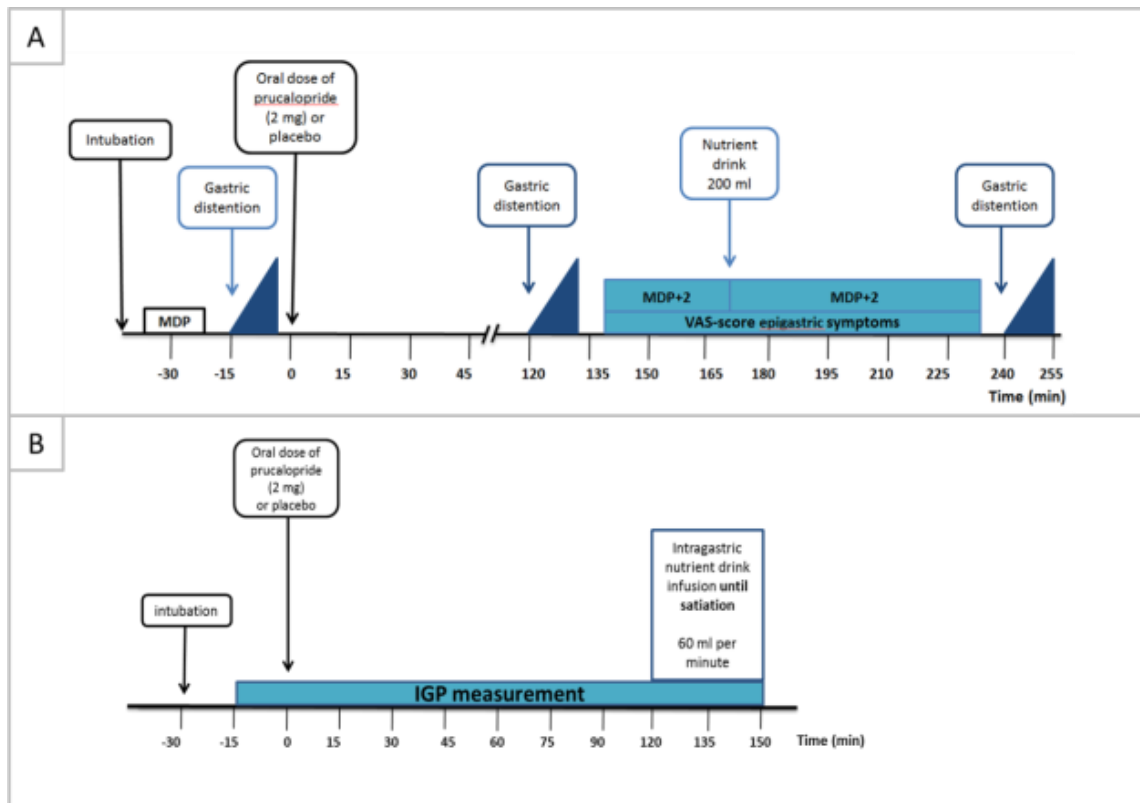 A
Oral dose of
prucalopride
(2 mg) or
placebo
Intubation
Gastric
distention
Gastric
distention
Nutrient
drink
200 ml
Gastric
distention
MDP
MDP+2 MDP+2
VAS-score epigastric symptoms
-30 -15 0 15 30 45 120 135 150 165 180 195 210 225 240 255
Time (min)
B
Oral dose of
prucalopride
(2 mg)
or placebo
intubation
Intragastric
nutrient drink
infusion until
satiation
60 ml per
minute
IGP measurement
-30 -15 0 15 30 45 60 75 90 120 135 150 Time (min)